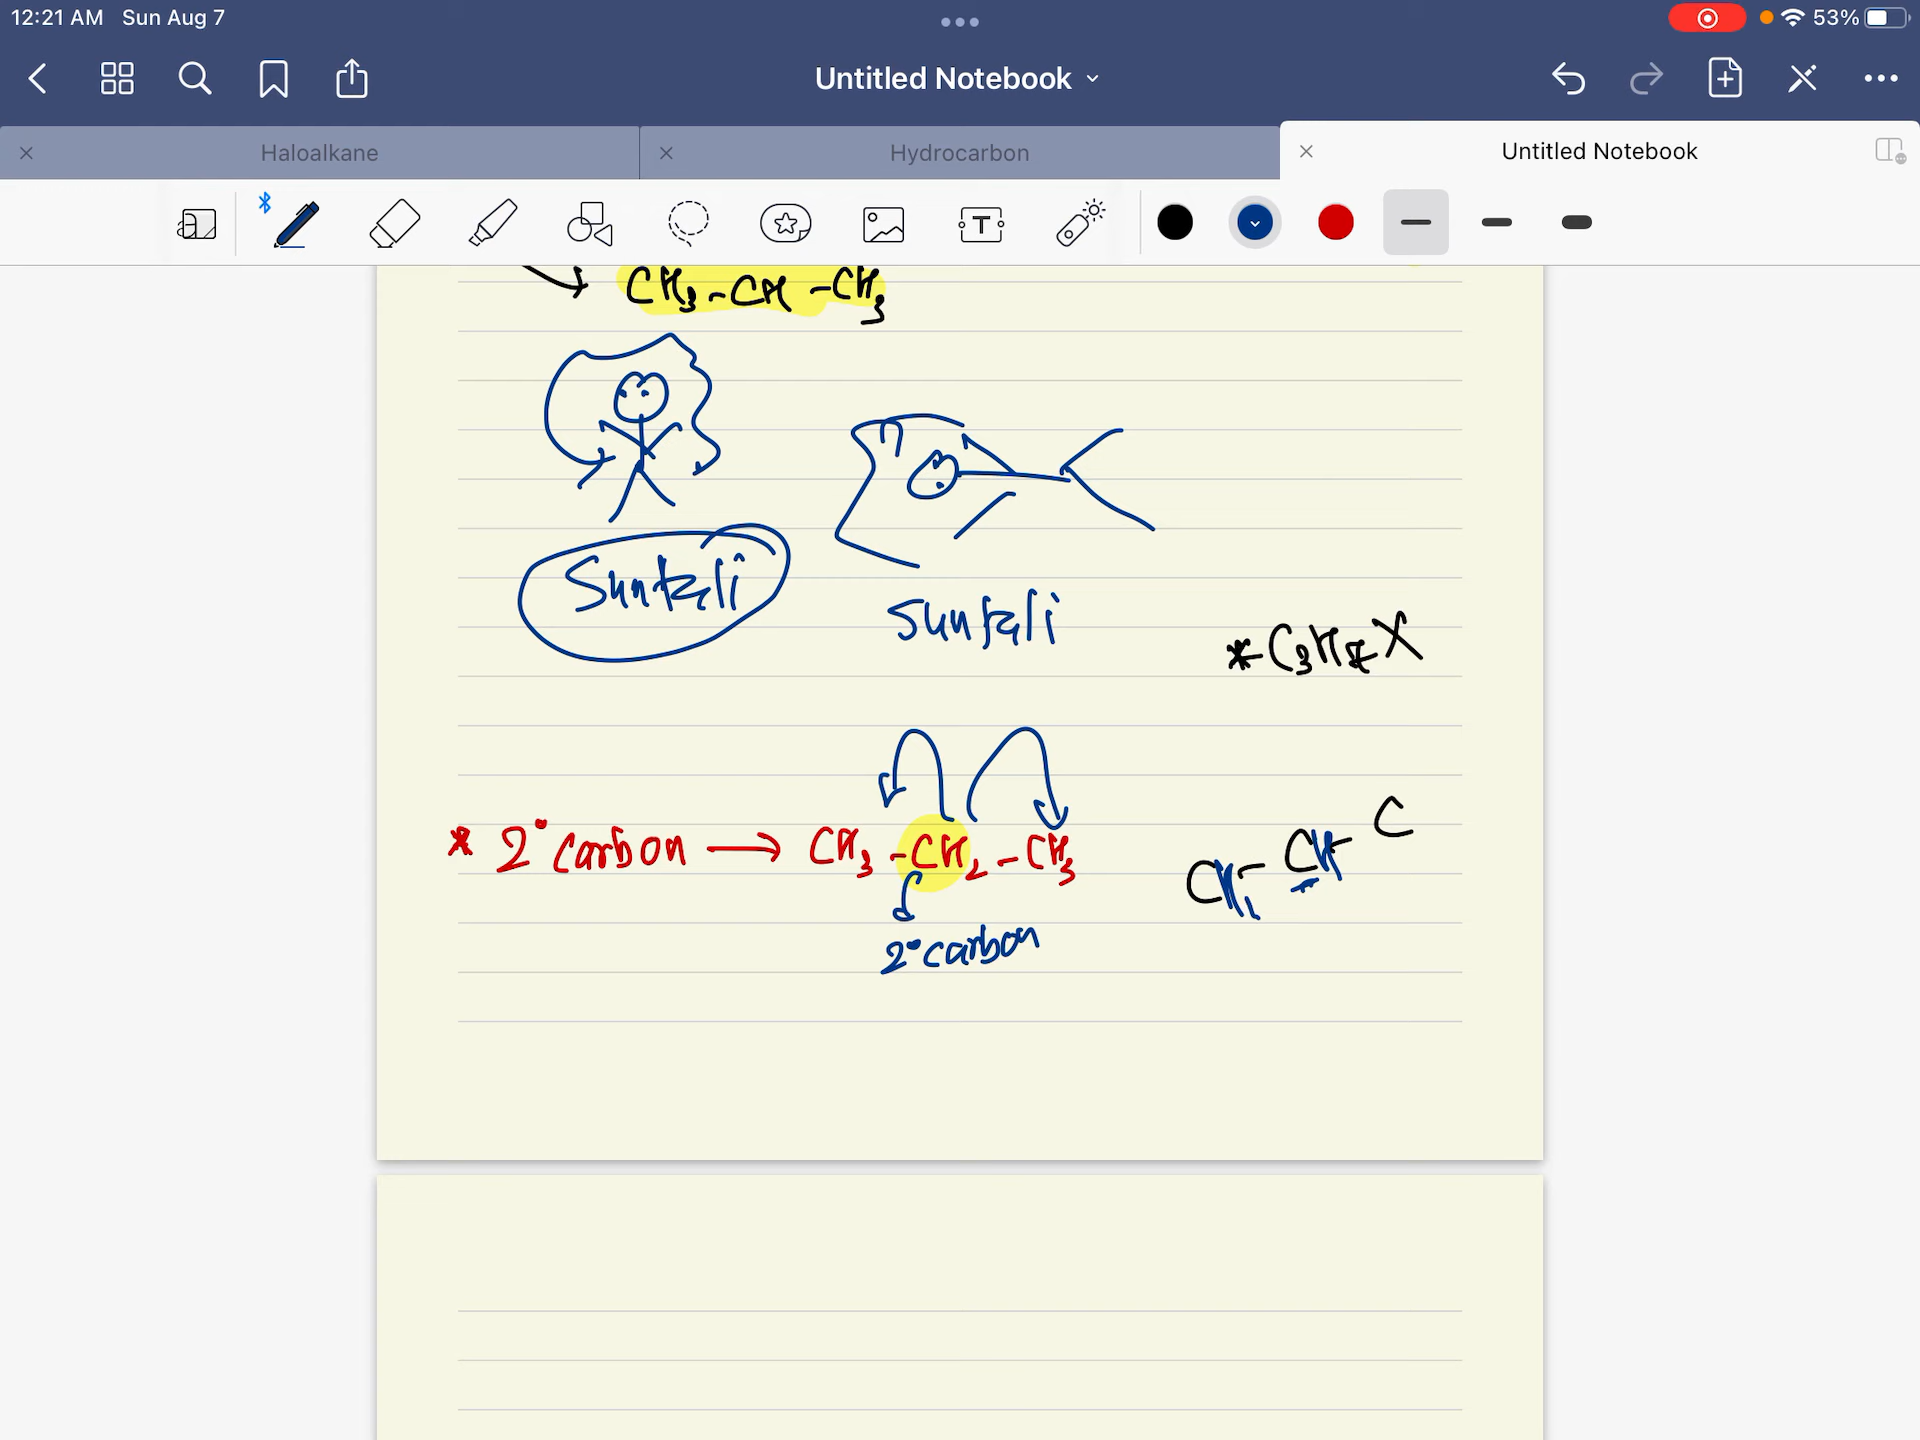 12:21 AM Sun Aug 7
53%
Untitled Notebook
Haloalkane
Hydrocarbon
Untitled Notebook
T
CH₃-CH-CH₃
Suntali
Suntali
*C₃H₇X
* 2° carbon → CH₃-CH₂-CH₃
CH-CH-C
2° carbon